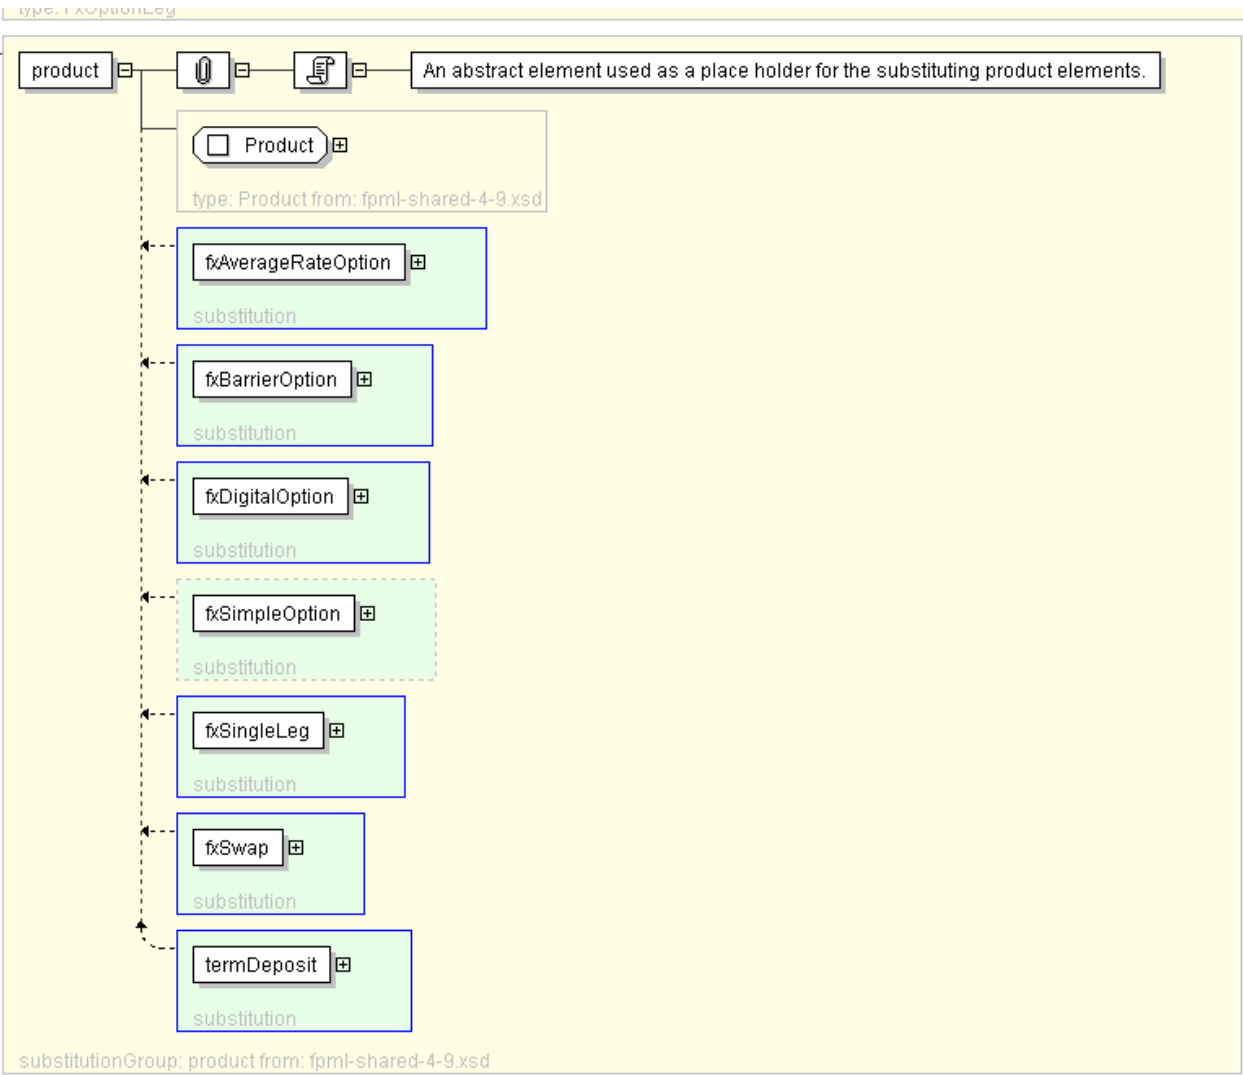 type: FxOptionLeg
product
An abstract element used as a place holder for the substituting product elements.
Product
type: Product from: fpml-shared-4-9.xsd
fxAverageRateOption
substitution
fxBarrierOption
substitution
fxDigitalOption
substitution
fxSimpleOption
substitution
fxSingleLeg
substitution
fxSwap
substitution
termDeposit
substitution
substitutionGroup: product from: fpml-shared-4-9.xsd